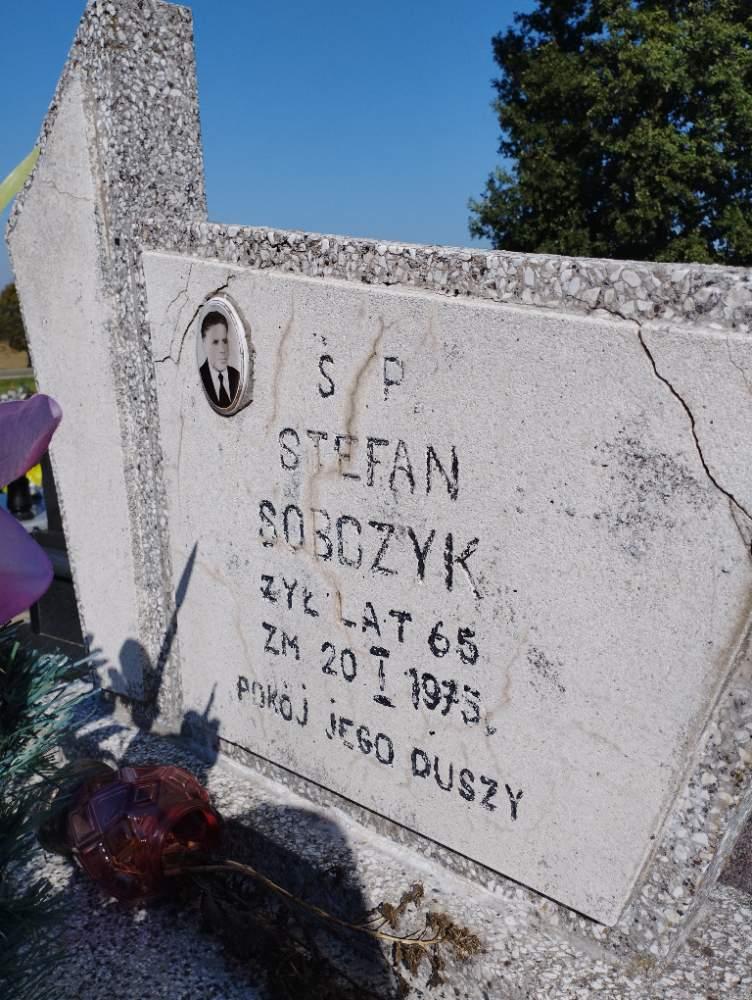 Ś P
STEFAN
SOBCZYK
ŻYŁ LAT 65
ZM 20 I 1975.
POKÓJ JEGO DUSZY